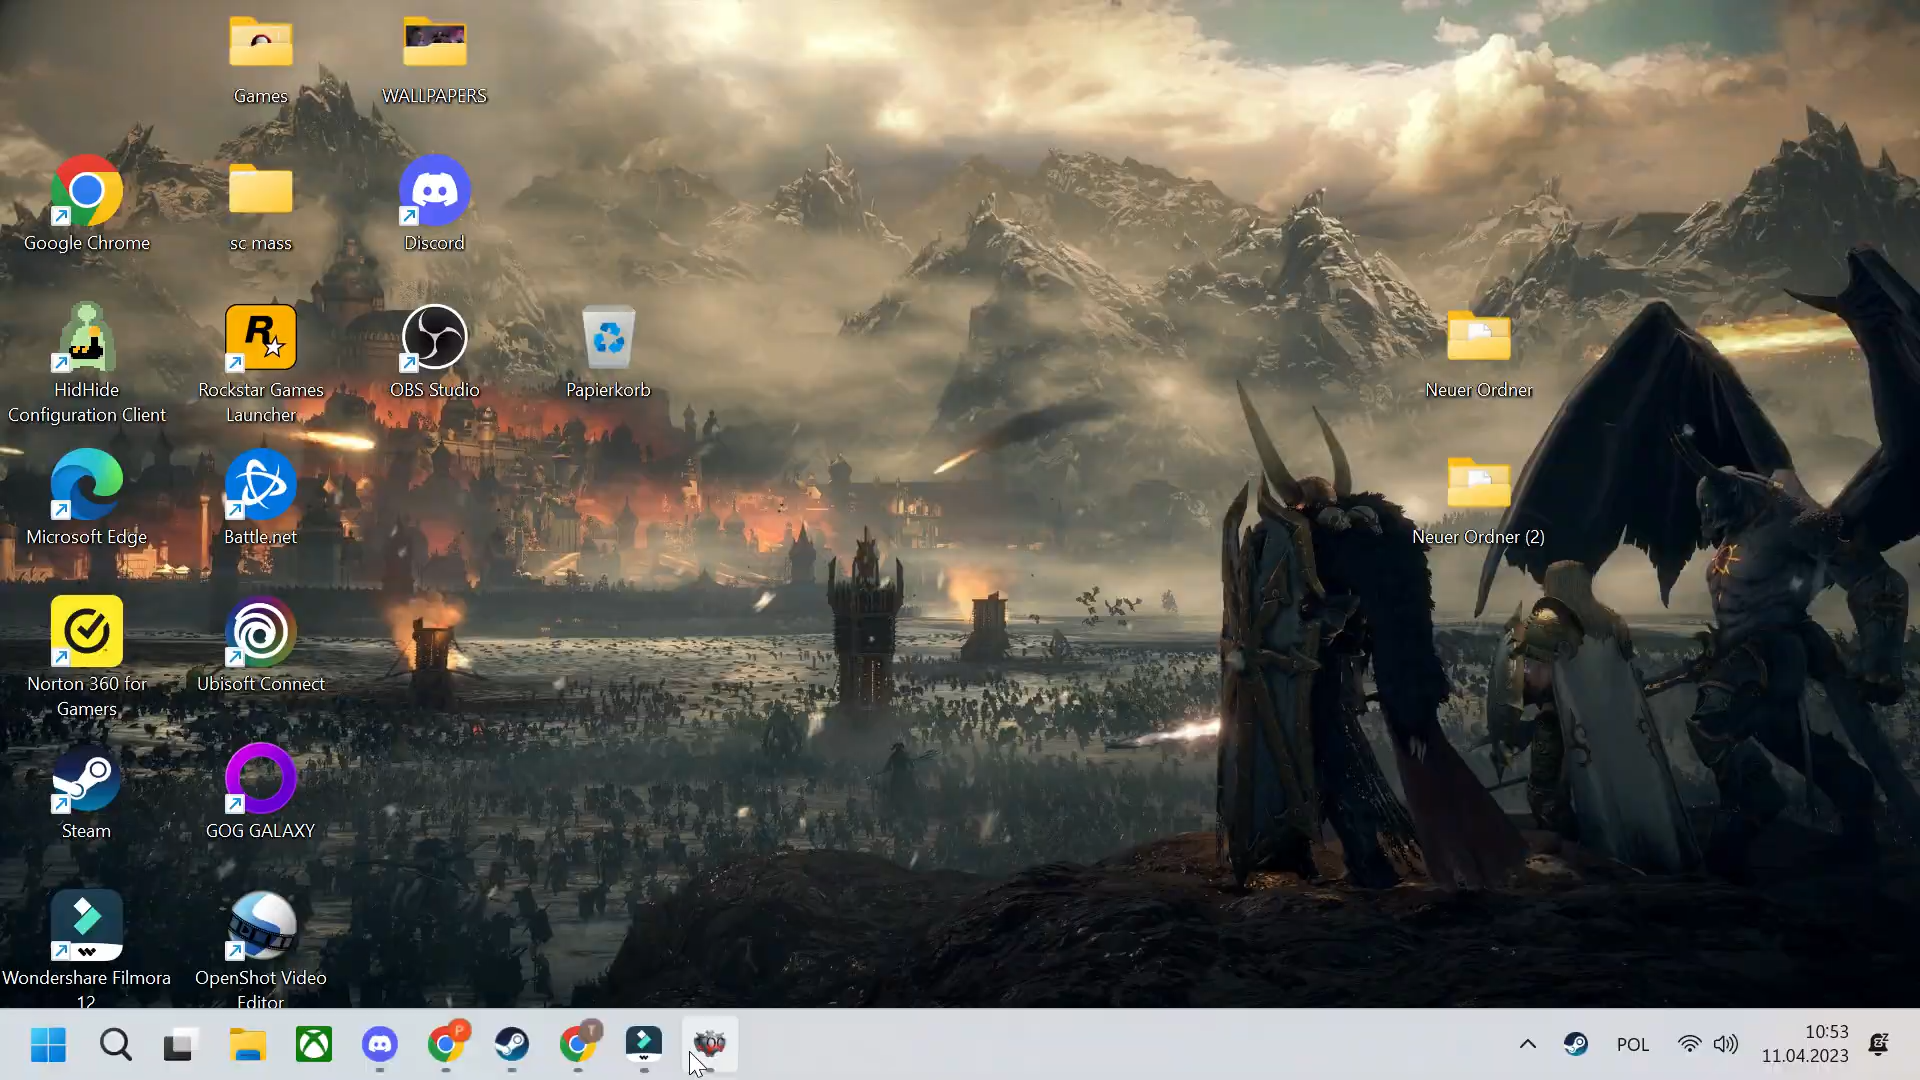 Games
WALLPAPERS
Google Chrome
sc mass
Discord
HidHide
Configuration Client
Rockstar Games
Launcher
OBS Studio
Papierkorb
Neuer Ordner
Microsoft Edge
Battle.net
Neuer Ordner (2)
Norton 360 for
Gamers
Ubisoft Connect
Steam
GOG GALAXY
Wondershare Filmora
12
OpenShot Video
Editor
P
T
POL
10:53
11.04.2023